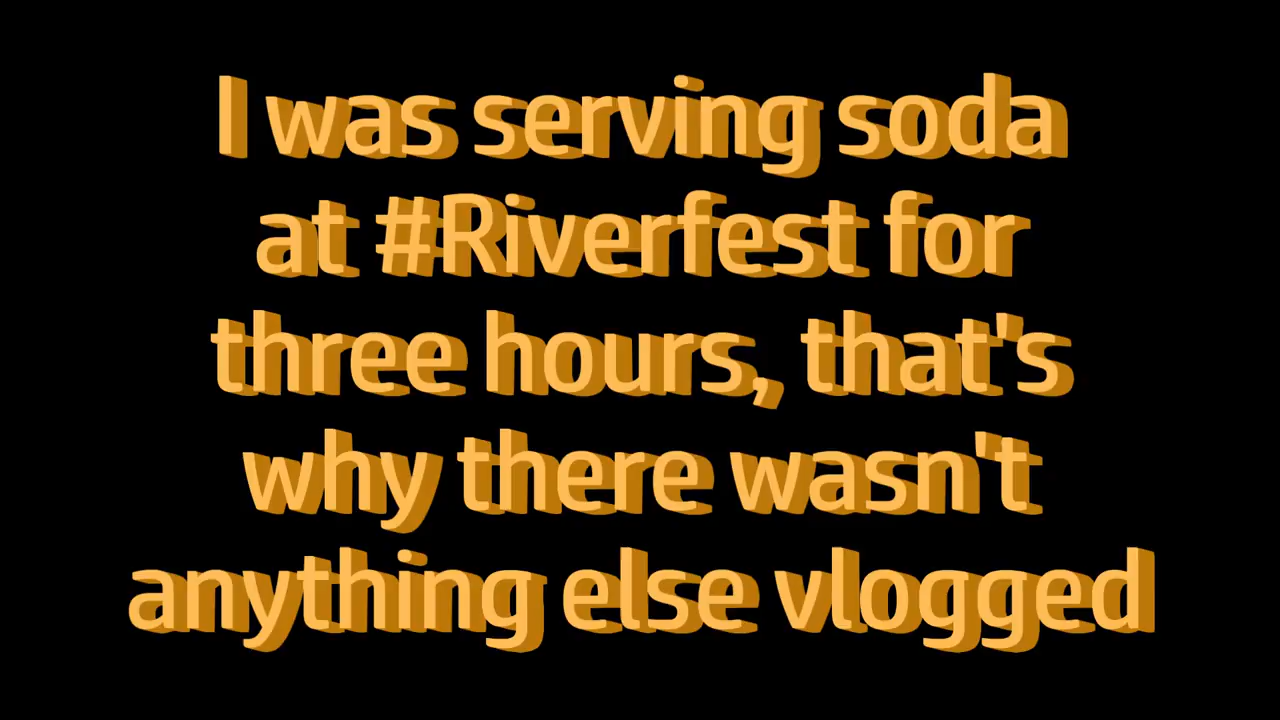 I was serving soda
at #Riverfest for
three hours, that's
why there wasn't
anything else vlogged